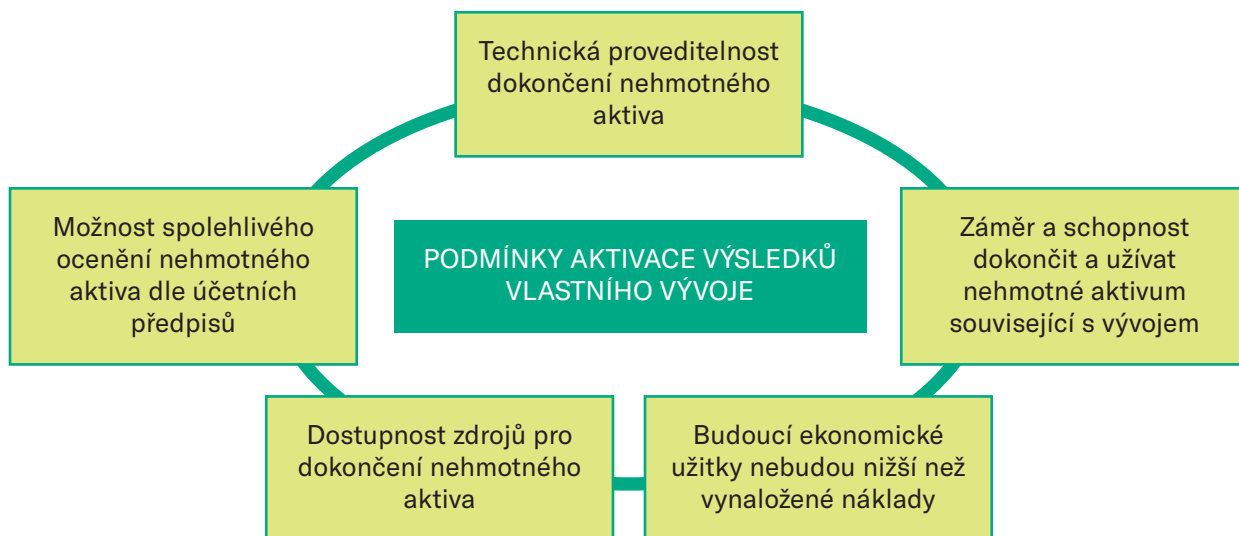 Technická proveditelnost
dokončení nehmotného
aktiva
Možnost spolehlivého
ocenění nehmotného
aktiva dle účetních
předpisů
PODMÍNKY AKTIVACE VÝSLEDKŮ
VLASTNÍHO VÝVOJE
Záměr a schopnost
dokončit a užívat
nehmotné aktivum
související s vývojem
Dostupnost zdrojů pro
dokončení nehmotného
aktiva
Budoucí ekonomické
užitky nebudou nižší než
vynaložené náklady